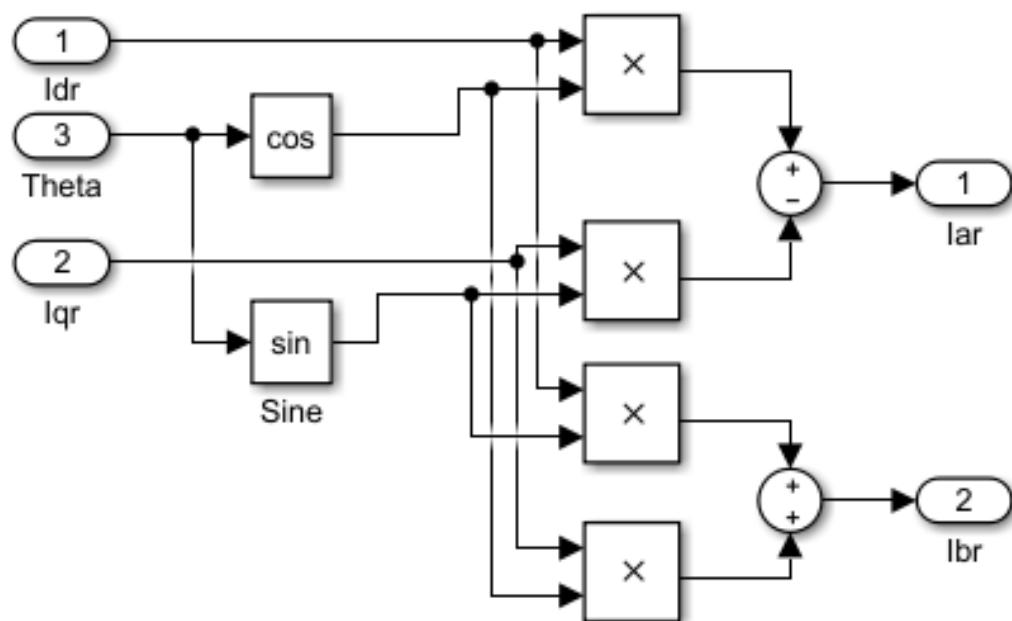 1
Idr
×
3
cos
Theta
+
−
1
Iar
2
Iqr
×
sin
Sine
×
+
+
2
Ibr
×